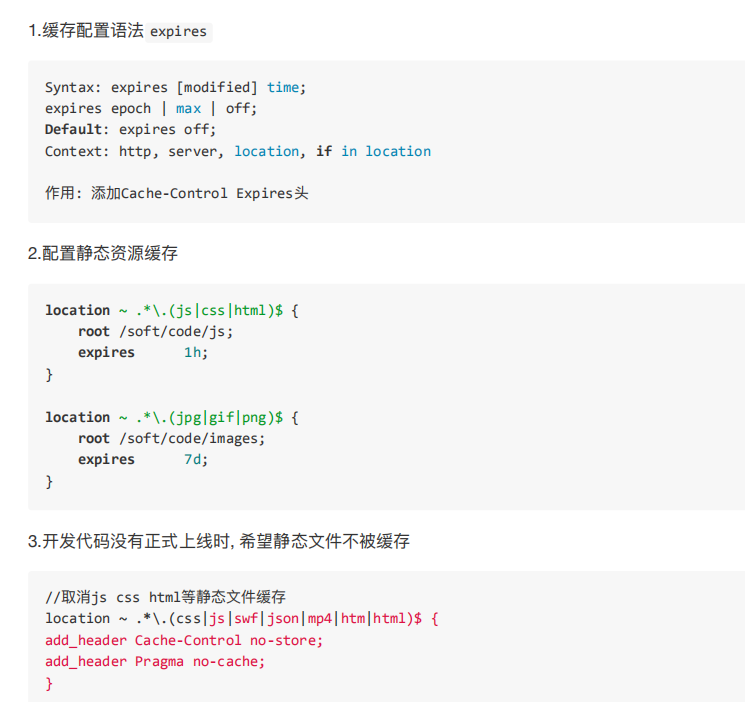 1.缓存配置语法 expires
Syntax: expires [modified] time;
expires epoch | max | off;
Default: expires off;
Context: http, server, location, if in location
作用: 添加Cache-Control Expires头
2.配置静态资源缓存
location ~ .*\.(js|css|html)$ {
    root /soft/code/js;
    expires      1h;
}
location ~ .*\.(jpg|gif|png)$ {
    root /soft/code/images;
    expires      7d;
}
3.开发代码没有正式上线时, 希望静态文件不被缓存
//取消js css html等静态文件缓存
location ~ .*\.(css|js|swf|json|mp4|htm|html)$ {
add_header Cache-Control no-store;
add_header Pragma no-cache;
}